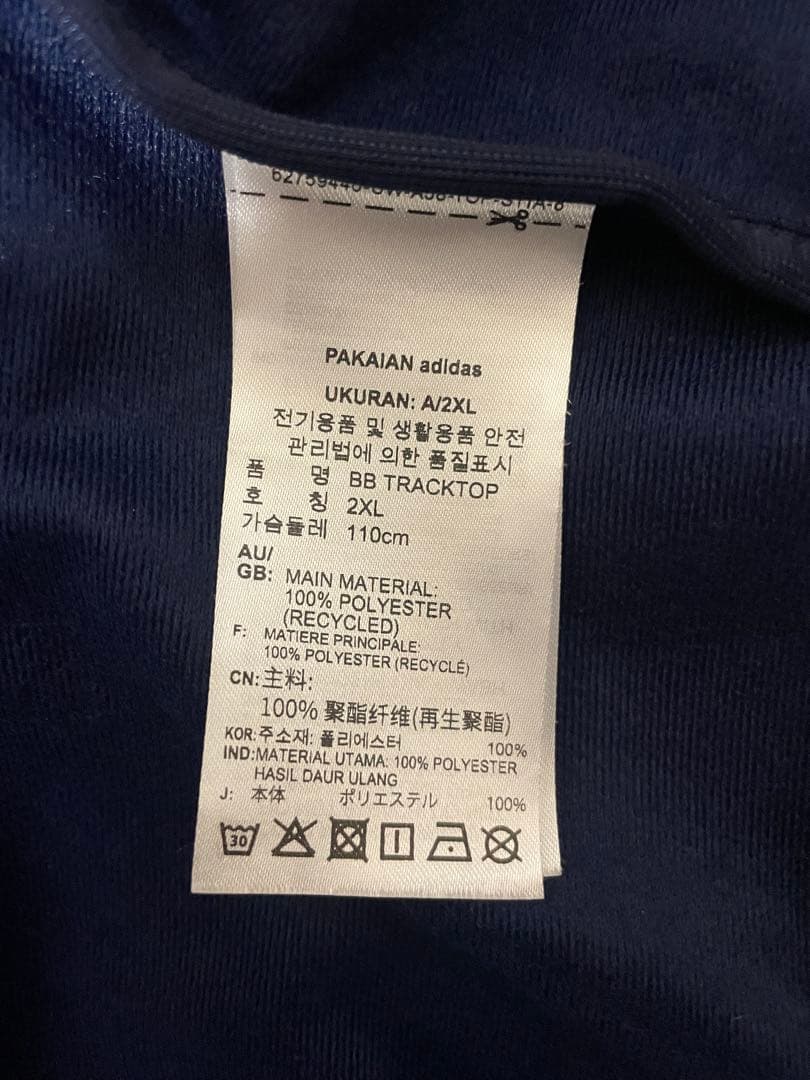 PAKAIAN adidas
UKURAN: A/2XL
전기용품 및 생활용품 안전
관리법에 의한 품질표시
품 명 BB TRACKTOP
호 칭 2XL
가슴둘레 110cm
AU/
GB: MAIN MATERIAL:
100% POLYESTER
(RECYCLED)
F: MATIERE PRINCIPALE:
100% POLYESTER (RECYCLÉ)
CN:主料:
100% 聚酯纤维(再生聚酯)
KOR:주소재: 폴리에스터 100%
IND:MATERIAL UTAMA: 100% POLYESTER
HASIL DAUR ULANG
J: 本体 ポリエステル 100%
30